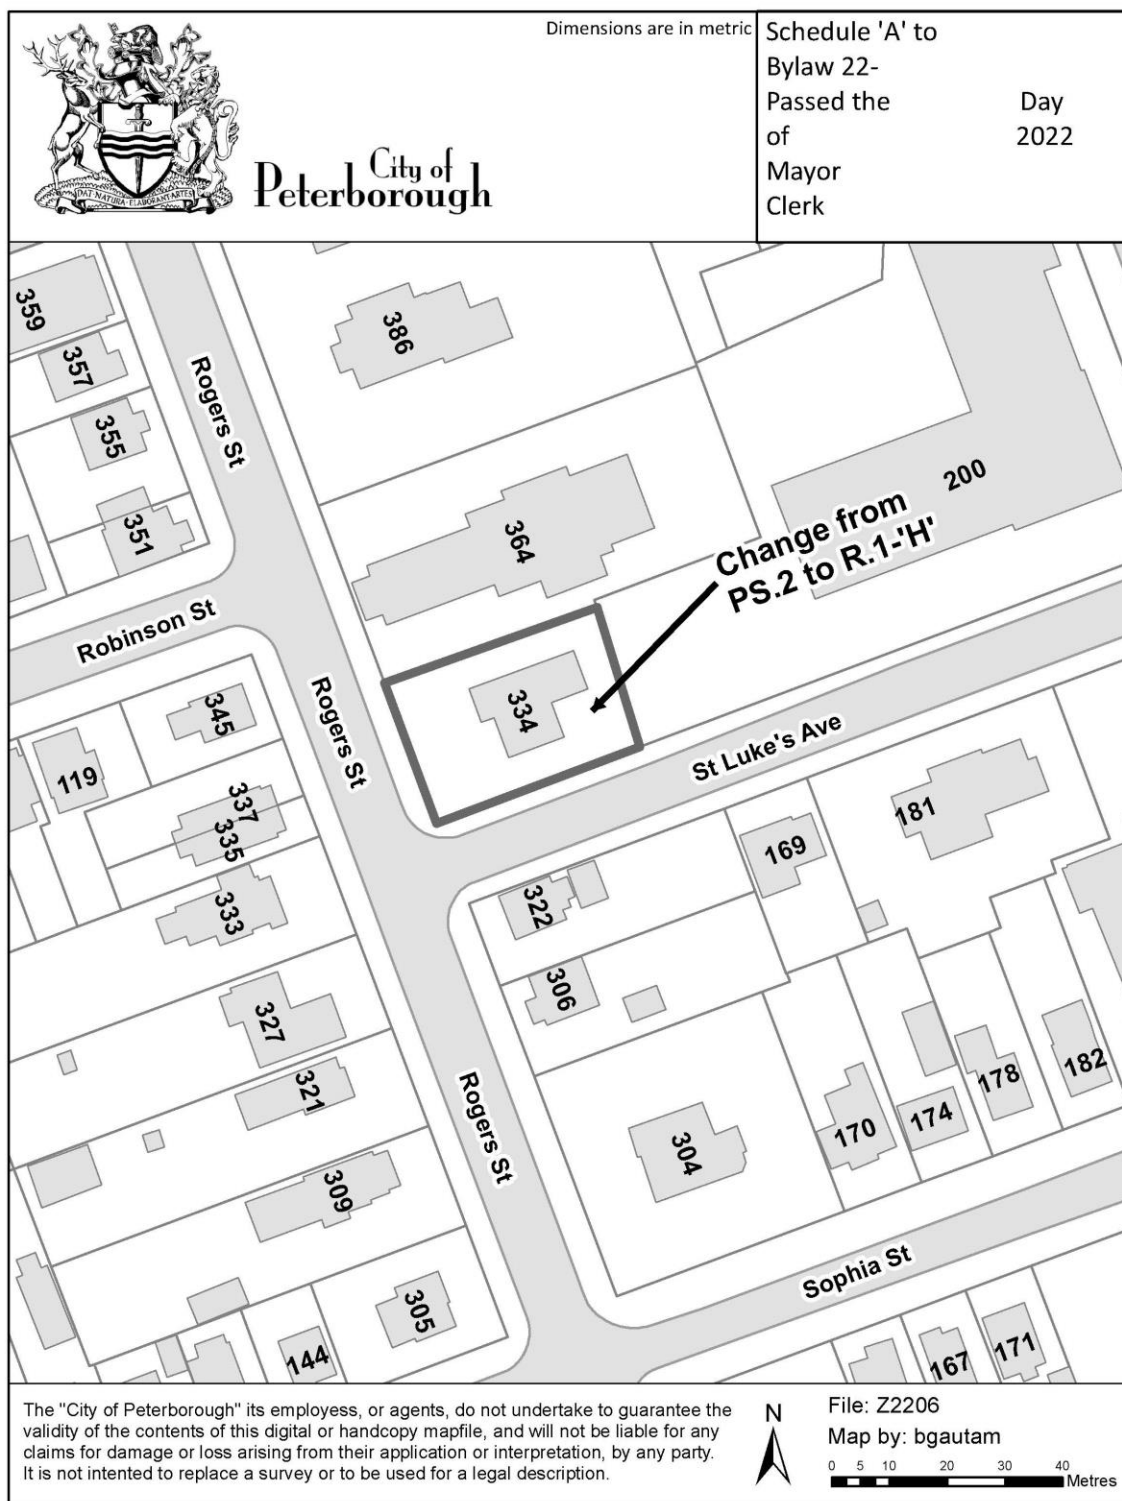 Dimensions are in metric
Schedule 'A' to
Bylaw 22-
Passed the Day
of 2022
Mayor
Clerk
DAT NATURA · ELABORANT ARTES
City of
Peterborough
359
357
355
351
386
364
200
Rogers St
Robinson St
Change from
PS.2 to R.1-'H'
334
Rogers St
St Luke's Ave
345
119
337
335
333
181
169
322
306
327
321
309
305
144
Rogers St
304
170
174
178
182
Sophia St
167
171
The "City of Peterborough" its employess, or agents, do not undertake to guarantee the
validity of the contents of this digital or handcopy mapfile, and will not be liable for any
claims for damage or loss arising from their application or interpretation, by any party.
It is not intended to replace a survey or to be used for a legal description.
N
File: Z2206
Map by: bgautam
0 5 10 20 30 40
Metres